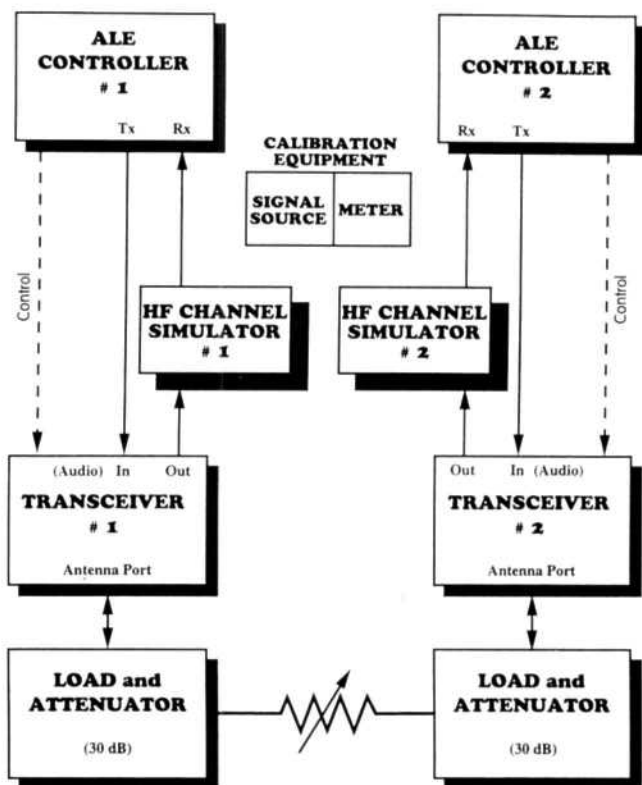 ALE
CONTROLLER
# 1
Tx Rx
ALE
CONTROLLER
# 2
Rx Tx
CALIBRATION
EQUIPMENT
SIGNAL
SOURCE
METER
Control
Control
HF CHANNEL
SIMULATOR
# 1
HF CHANNEL
SIMULATOR
# 2
(Audio) In Out
TRANSCEIVER
# 1
Antenna Port
Out In (Audio)
TRANSCEIVER
# 2
Antenna Port
LOAD and
ATTENUATOR
(30 dB)
LOAD and
ATTENUATOR
(30 dB)